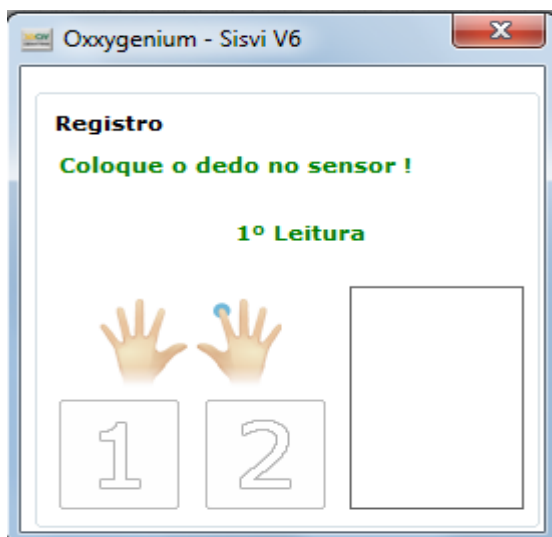 Oxxygenium - Sisvi V6
X
Registro
Coloque o dedo no sensor !
1º Leitura
1 2